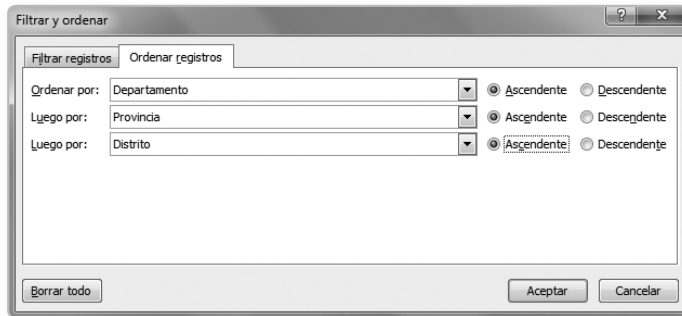 Filtrar y ordenar
Filtrar registros Ordenar registros
Ordenar por: Departamento Ascendente Descendente
Luego por: Provincia Ascendente Descendente
Luego por: Distrito Ascendente Descendente
Borrar todo Aceptar Cancelar